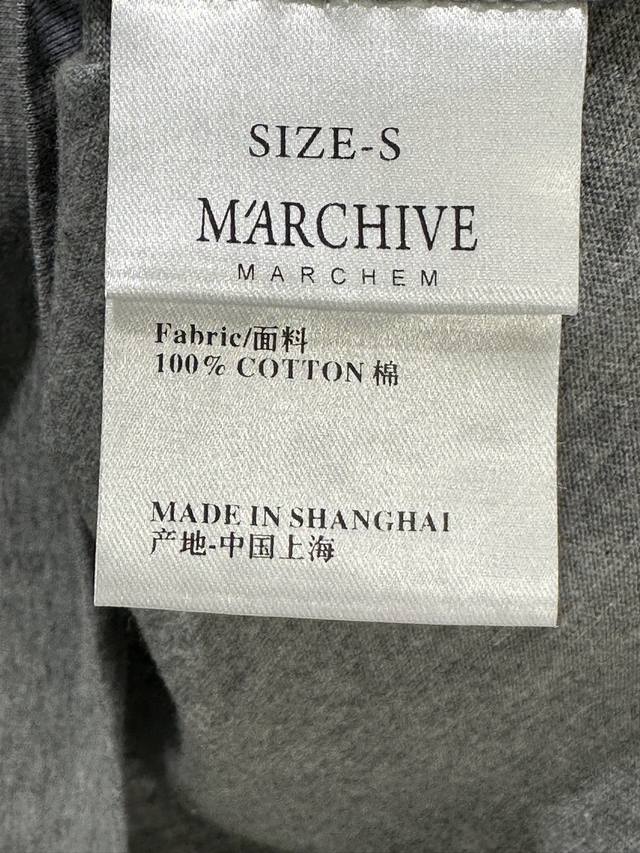 SIZE-S
M'ARCHIVE
MARCHEM
Fabric/面料
100% COTTON 棉
MADE IN SHANGHAI
产地-中国上海